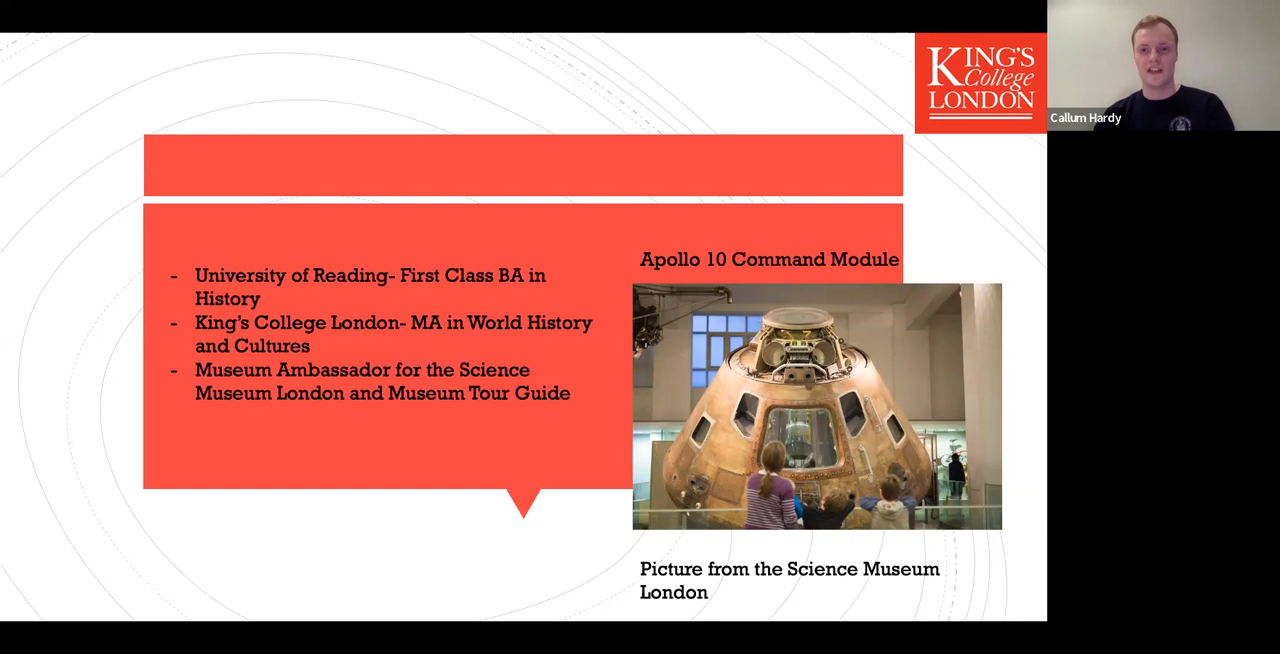 KING'S
College
LONDON
Callum Hardy
Apollo 10 Command Module
- University of Reading- First Class BA in
History
- King's College London- MA in World History
and Cultures
- Museum Ambassador for the Science
Museum London and Museum Tour Guide
Picture from the Science Museum
London